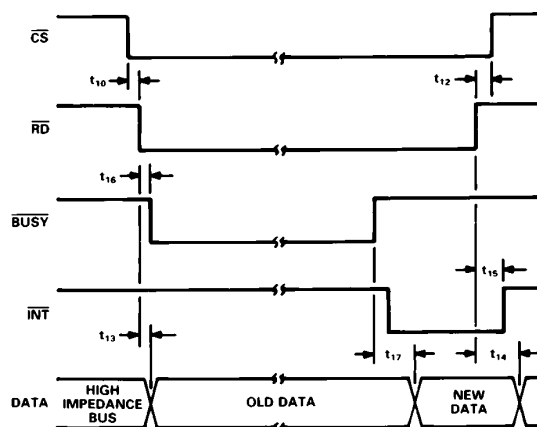 CS
t10
t12
RD
t16
BUSY
t15
INT
t13
t17
t14
DATA
HIGH
IMPEDANCE
BUS
OLD DATA
NEW
DATA